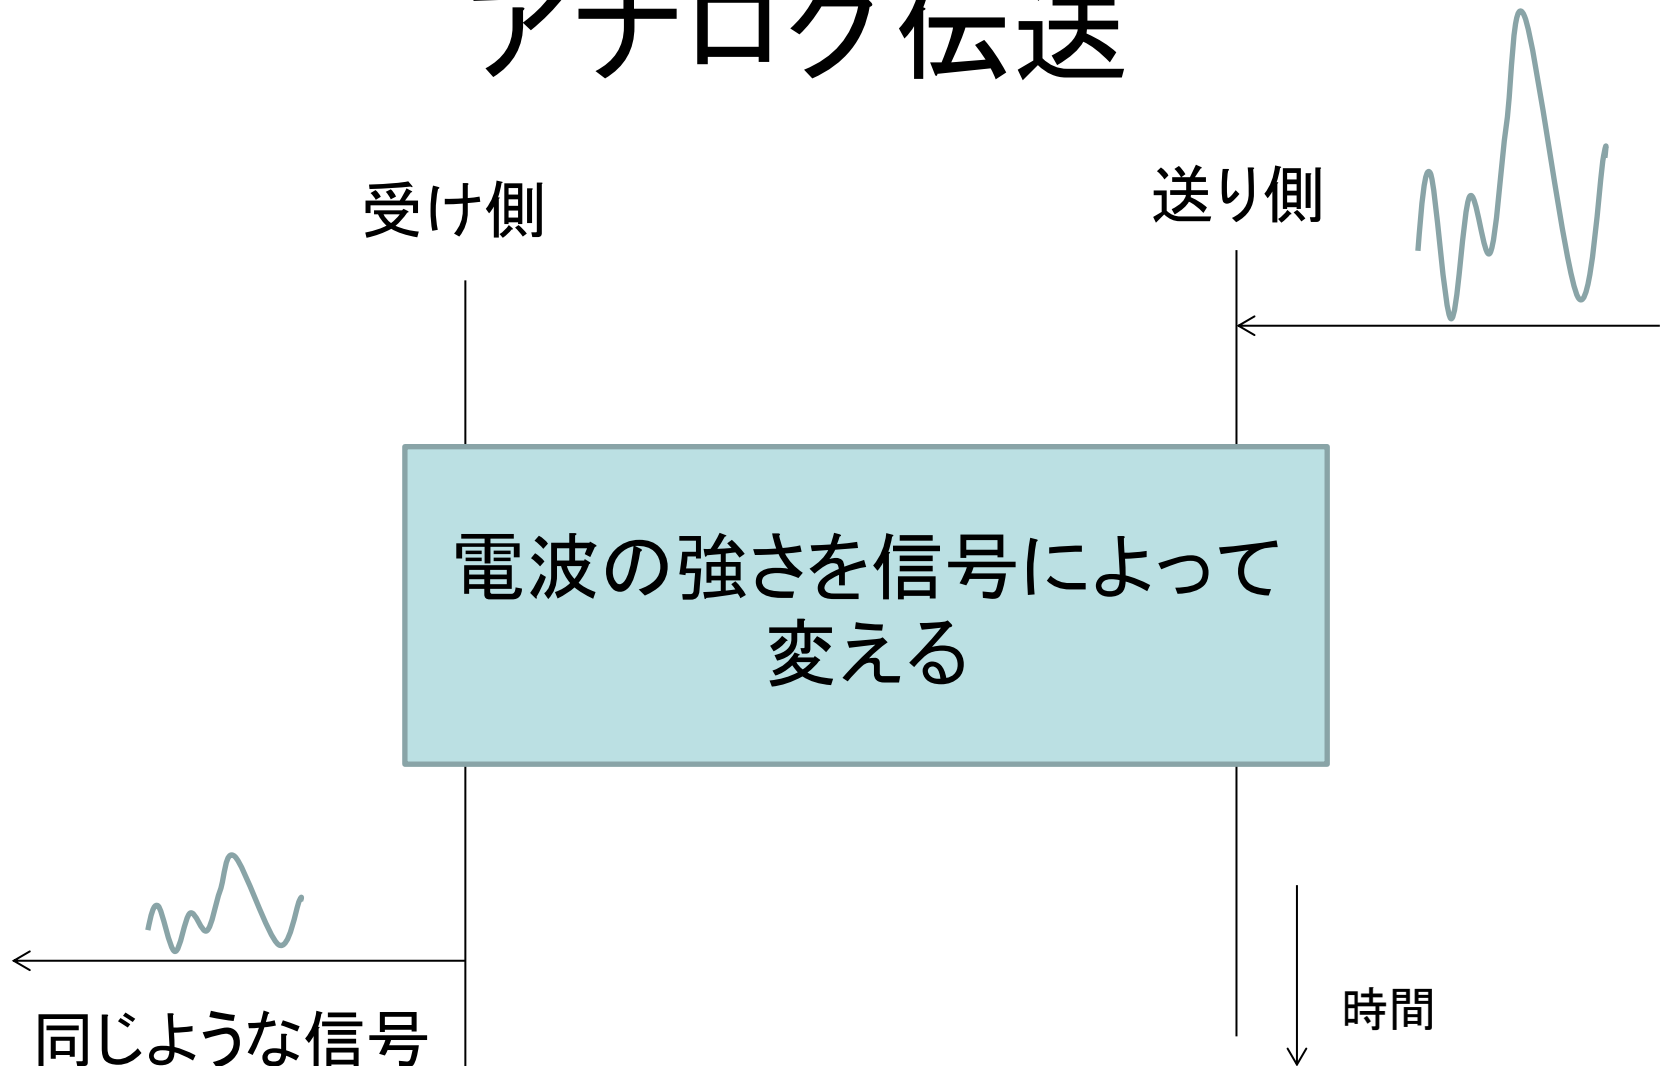 アナログ伝送
受け側
送り側
電波の強さを信号によって
変える
同じような信号
時間